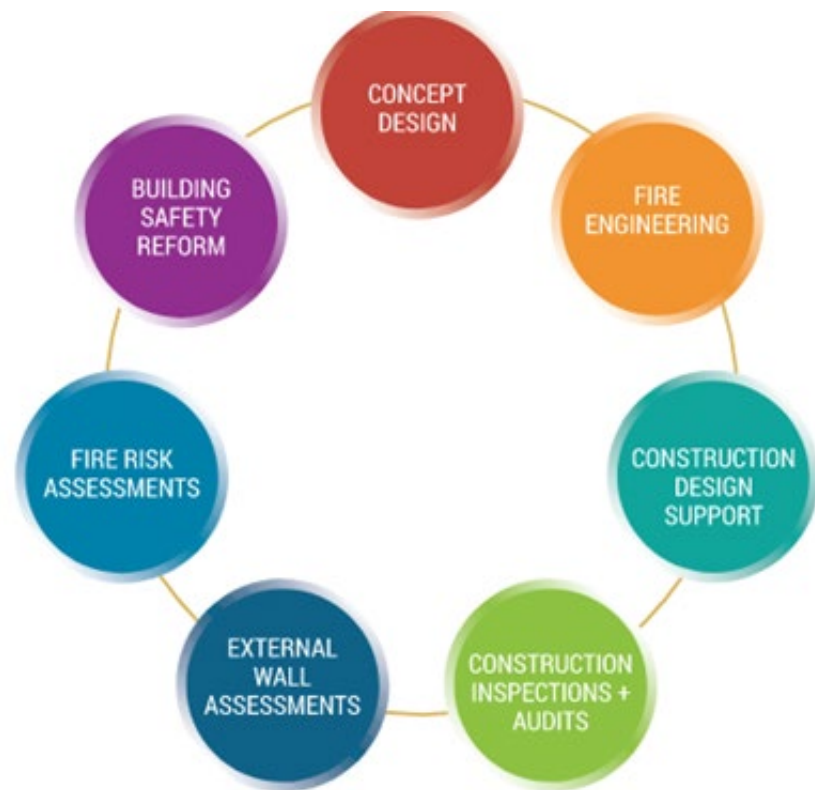 CONCEPT
DESIGN
FIRE
ENGINEERING
CONSTRUCTION
DESIGN
SUPPORT
CONSTRUCTION
INSPECTIONS +
AUDITS
EXTERNAL
WALL
ASSESSMENTS
FIRE RISK
ASSESSMENTS
BUILDING
SAFETY
REFORM